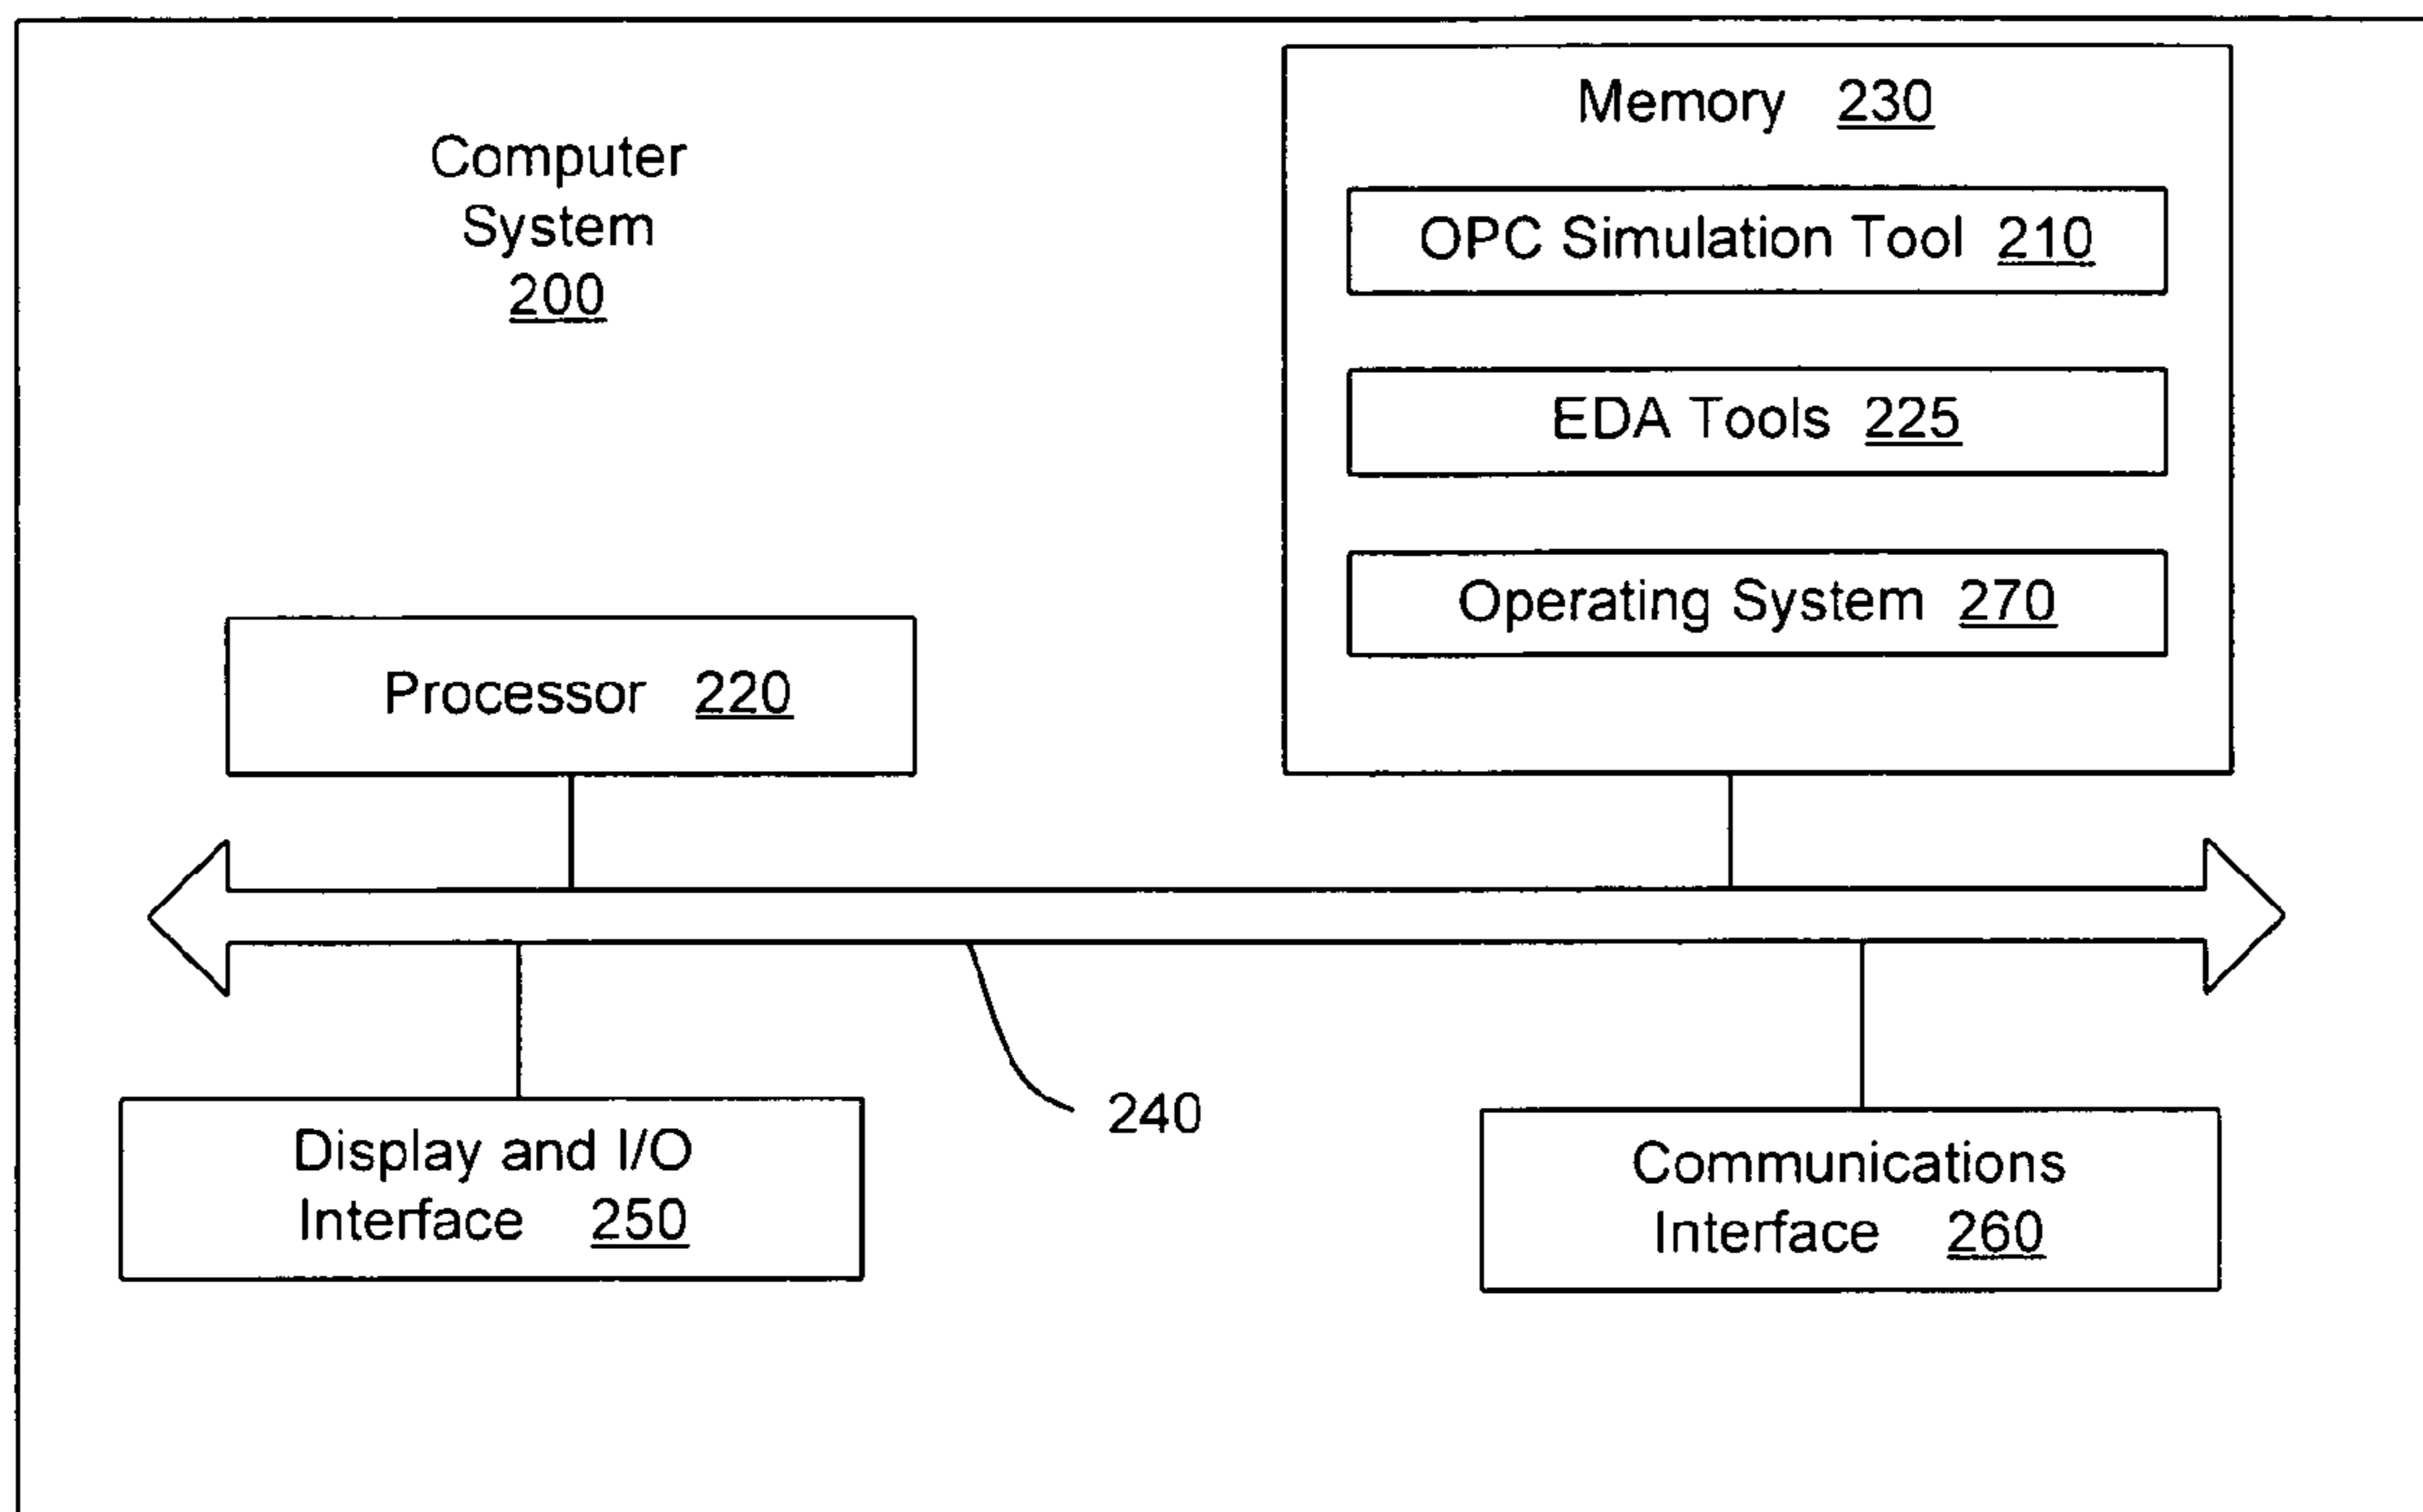 Computer
System
200
Memory 230
OPC Simulation Tool 210
EDA Tools 225
Operating System 270
Processor 220
240
Display and I/O
Interface 250
Communications
Interface 260